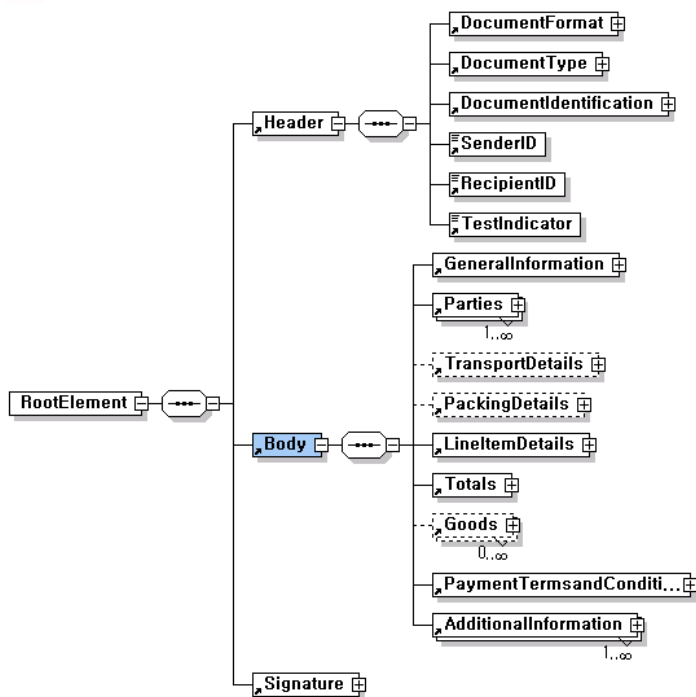 DocumentFormat
DocumentType
DocumentIdentification
Header
SenderID
RecipientID
TestIndicator
GeneralInformation
Parties
1..∞
TransportDetails
RootElement
PackingDetails
Body
LineItemDetails
Totals
Goods
0..∞
PaymentTermsandConditi...
AdditionalInformation
1..∞
Signature